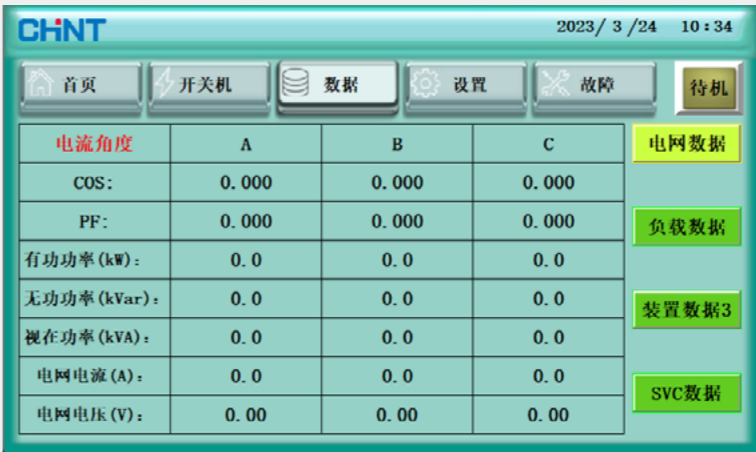 CHiNT 2023/ 3 /24 10:34
首页 开关机 数据 设置 故障 待机
电流角度 A B C 电网数据
COS: 0.000 0.000 0.000
PF: 0.000 0.000 0.000 负载数据
有功功率(kW): 0.0 0.0 0.0
无功功率(kVar): 0.0 0.0 0.0 装置数据3
视在功率(kVA): 0.0 0.0 0.0
电网电流(A): 0.0 0.0 0.0 SVC数据
电网电压(V): 0.00 0.00 0.00